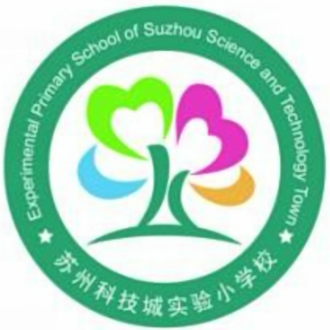 Experimental Primary School of Suzhou Science and Technology Town
苏州科技城实验小学校